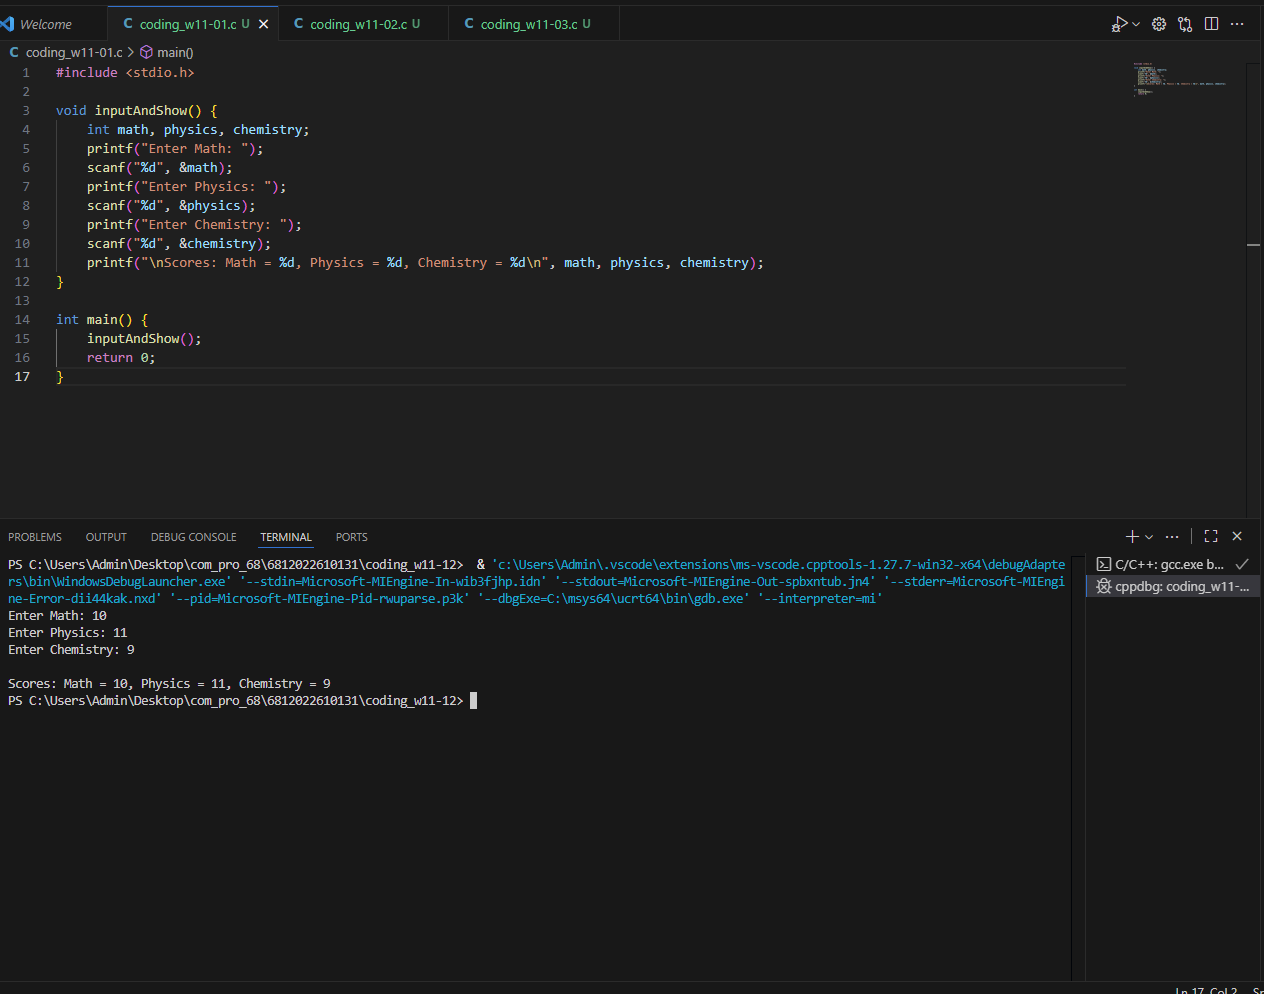 Welcome
C coding_w11-01.c U
C coding_w11-02.c U
C coding_w11-03.c U
C coding_w11-01.c > main()
1 #include <stdio.h>
2
3 void inputAndShow() {
4     int math, physics, chemistry;
5     printf("Enter Math: ");
6     scanf("%d", &math);
7     printf("Enter Physics: ");
8     scanf("%d", &physics);
9     printf("Enter Chemistry: ");
10     scanf("%d", &chemistry);
11     printf("\nScores: Math = %d, Physics = %d, Chemistry = %d\n", math, physics, chemistry);
12 }
13
14 int main() {
15     inputAndShow();
16     return 0;
17 }
PROBLEMS OUTPUT DEBUG CONSOLE TERMINAL PORTS
PS C:\Users\Admin\Desktop\com_pro_68\6812022610131\coding_w11-12>  & 'c:\Users\Admin\.vscode\extensions\ms-vscode.cpptools-1.27.7-win32-x64\debugAdapte
rs\bin\WindowsDebugLauncher.exe' '--stdin=Microsoft-MIEngine-In-wib3fjhp.idn' '--stdout=Microsoft-MIEngine-Out-spbxntub.jn4' '--stderr=Microsoft-MIEngi
ne-Error-dii44kak.nxd' '--pid=Microsoft-MIEngine-Pid-rwuparse.p3k' '--dbgExe=C:\msys64\ucrt64\bin\gdb.exe' '--interpreter=mi'
Enter Math: 10
Enter Physics: 11
Enter Chemistry: 9
Scores: Math = 10, Physics = 11, Chemistry = 9
PS C:\Users\Admin\Desktop\com_pro_68\6812022610131\coding_w11-12>
C/C++: gcc.exe b...
cppdbg: coding_w11-...
Ln 17, Col 2